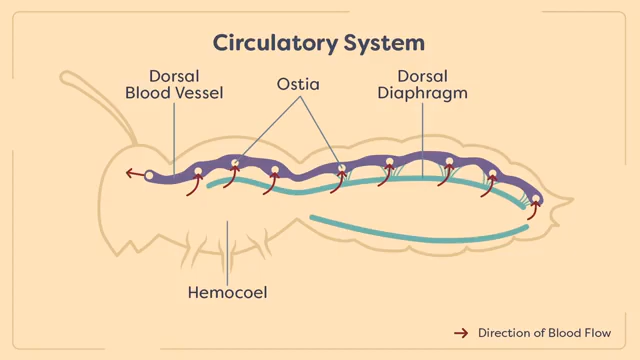 Circulatory System
Dorsal
Blood Vessel
Ostia
Dorsal
Diaphragm
Hemocoel
Direction of Blood Flow